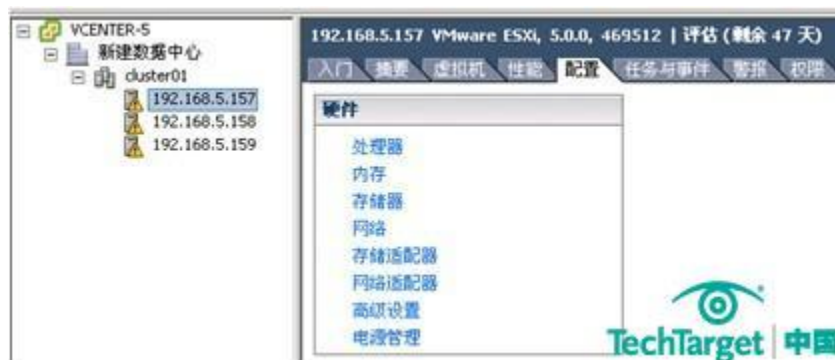 VCENTER-5
新建数据中心
cluster01
192.168.5.157
192.168.5.158
192.168.5.159
192.168.5.157 VMware ESXi, 5.0.0, 469512 | 评估 (剩余 47 天)
入门 摘要 虚拟机 性能 配置 任务与事件 警报 权限
硬件
处理器
内存
存储器
网络
存储适配器
网络适配器
高级设置
电源管理
TechTarget 中国